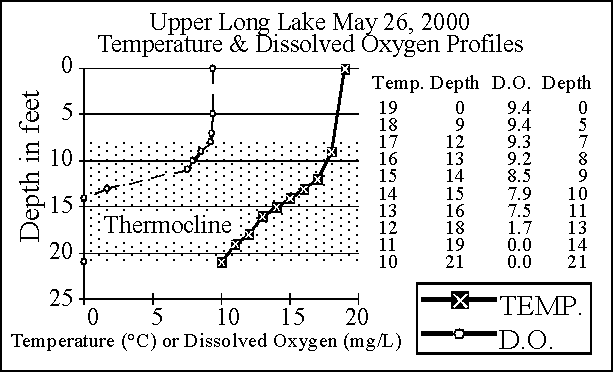 Upper Long Lake May 26, 2000
Temperature & Dissolved Oxygen Profiles
Depth in feet
0
5
10
15
20
25
Thermocline
0 5 10 15 20
Temperature (°C) or Dissolved Oxygen (mg/L)
Temp. Depth D.O. Depth
19 0 9.4 0
18 9 9.4 5
17 12 9.3 7
16 13 9.2 8
15 14 8.5 9
14 15 7.9 10
13 16 7.5 11
12 18 1.7 13
11 19 0.0 14
10 21 0.0 21
TEMP.
D.O.